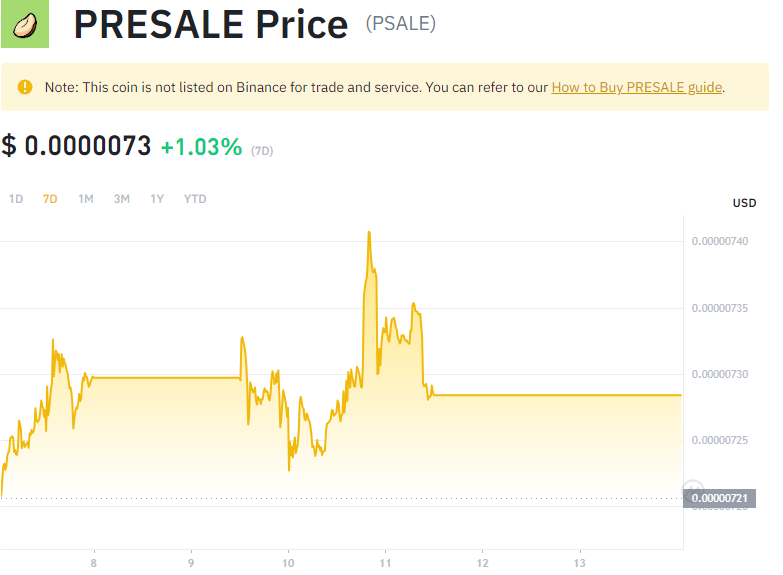 PRESALE Price (PSALE)
Note: This coin is not listed on Binance for trade and service. You can refer to our How to Buy PRESALE guide.
$ 0.0000073 +1.03% (7D)
1D 7D 1M 3M 1Y YTD
USD
0.00000740
0.00000735
0.00000730
0.00000725
0.00000721
8 9 10 11 12 13